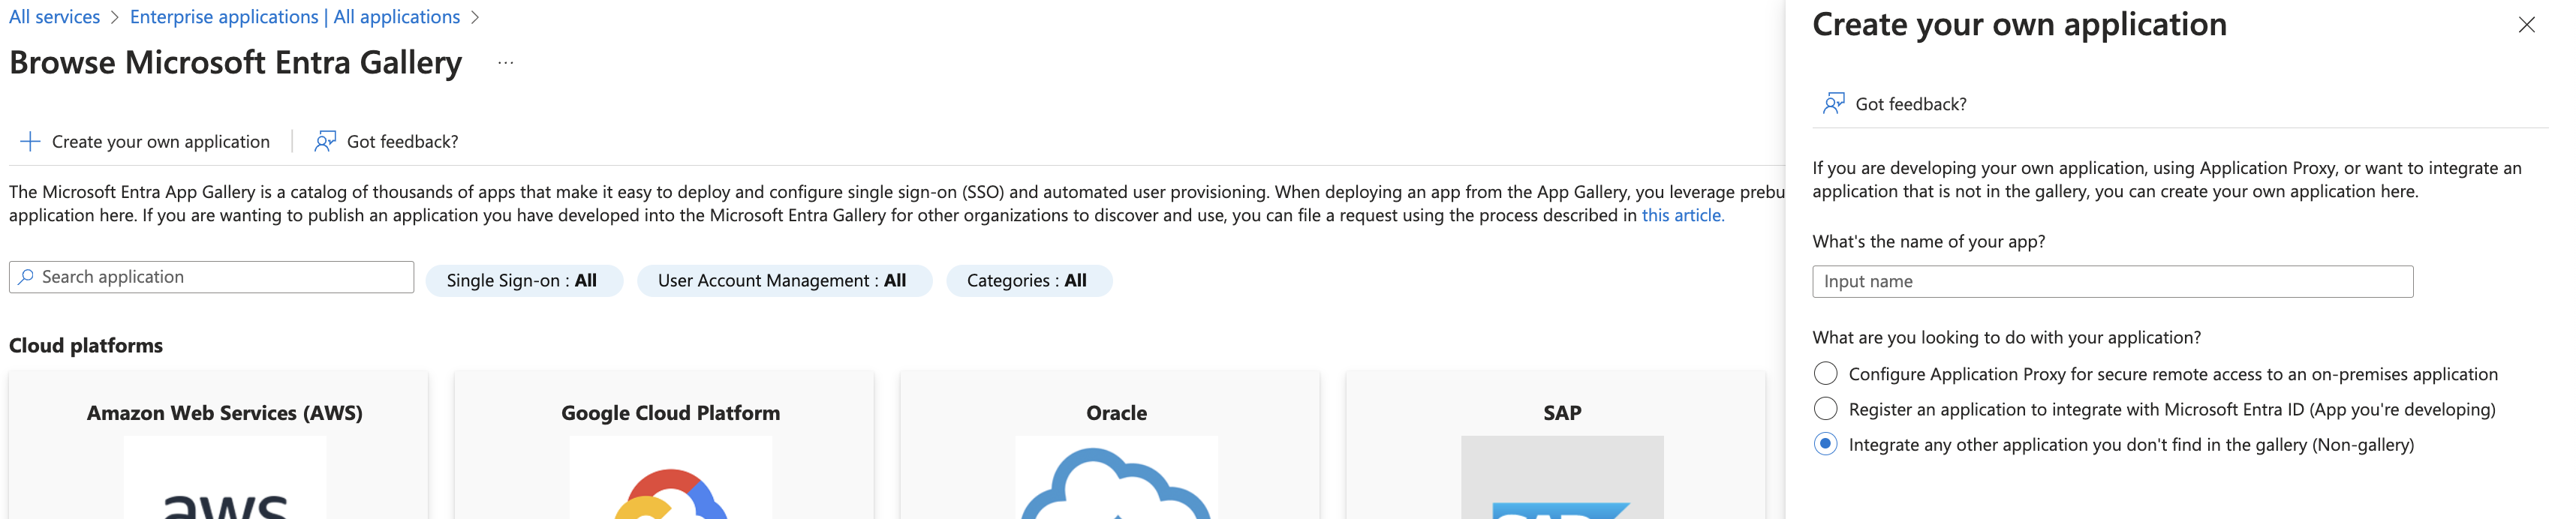 All services > Enterprise applications | All applications >
Browse Microsoft Entra Gallery ...
Create your own application
Got feedback?
The Microsoft Entra App Gallery is a catalog of thousands of apps that make it easy to deploy and configure single sign-on (SSO) and automated user provisioning. When deploying an app from the App Gallery, you leverage prebu
application here. If you are wanting to publish an application you have developed into the Microsoft Entra Gallery for other organizations to discover and use, you can file a request using the process described in this article.
Search application
Single Sign-on : All
User Account Management : All
Categories : All
Cloud platforms
Amazon Web Services (AWS)
Google Cloud Platform
Oracle
SAP
aws
SAP
Create your own application
Got feedback?
If you are developing your own application, using Application Proxy, or want to integrate an
application that is not in the gallery, you can create your own application here.
What's the name of your app?
Input name
What are you looking to do with your application?
Configure Application Proxy for secure remote access to an on-premises application
Register an application to integrate with Microsoft Entra ID (App you're developing)
Integrate any other application you don't find in the gallery (Non-gallery)